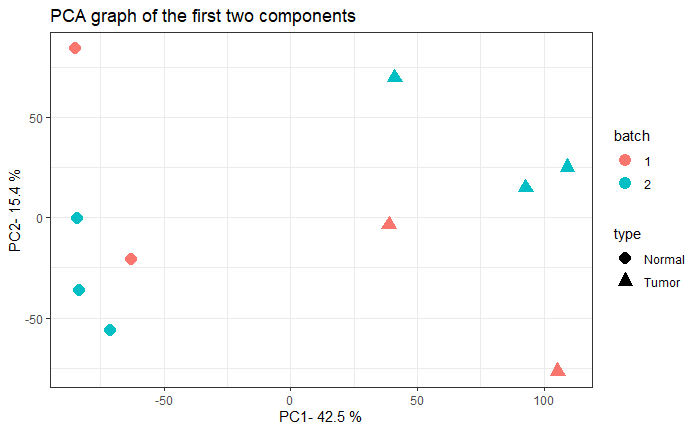 PCA graph of the first two components
PC2- 15.4 %
50
0
-50
-50
0
50
100
PC1- 42.5 %
batch
1
2
type
Normal
Tumor